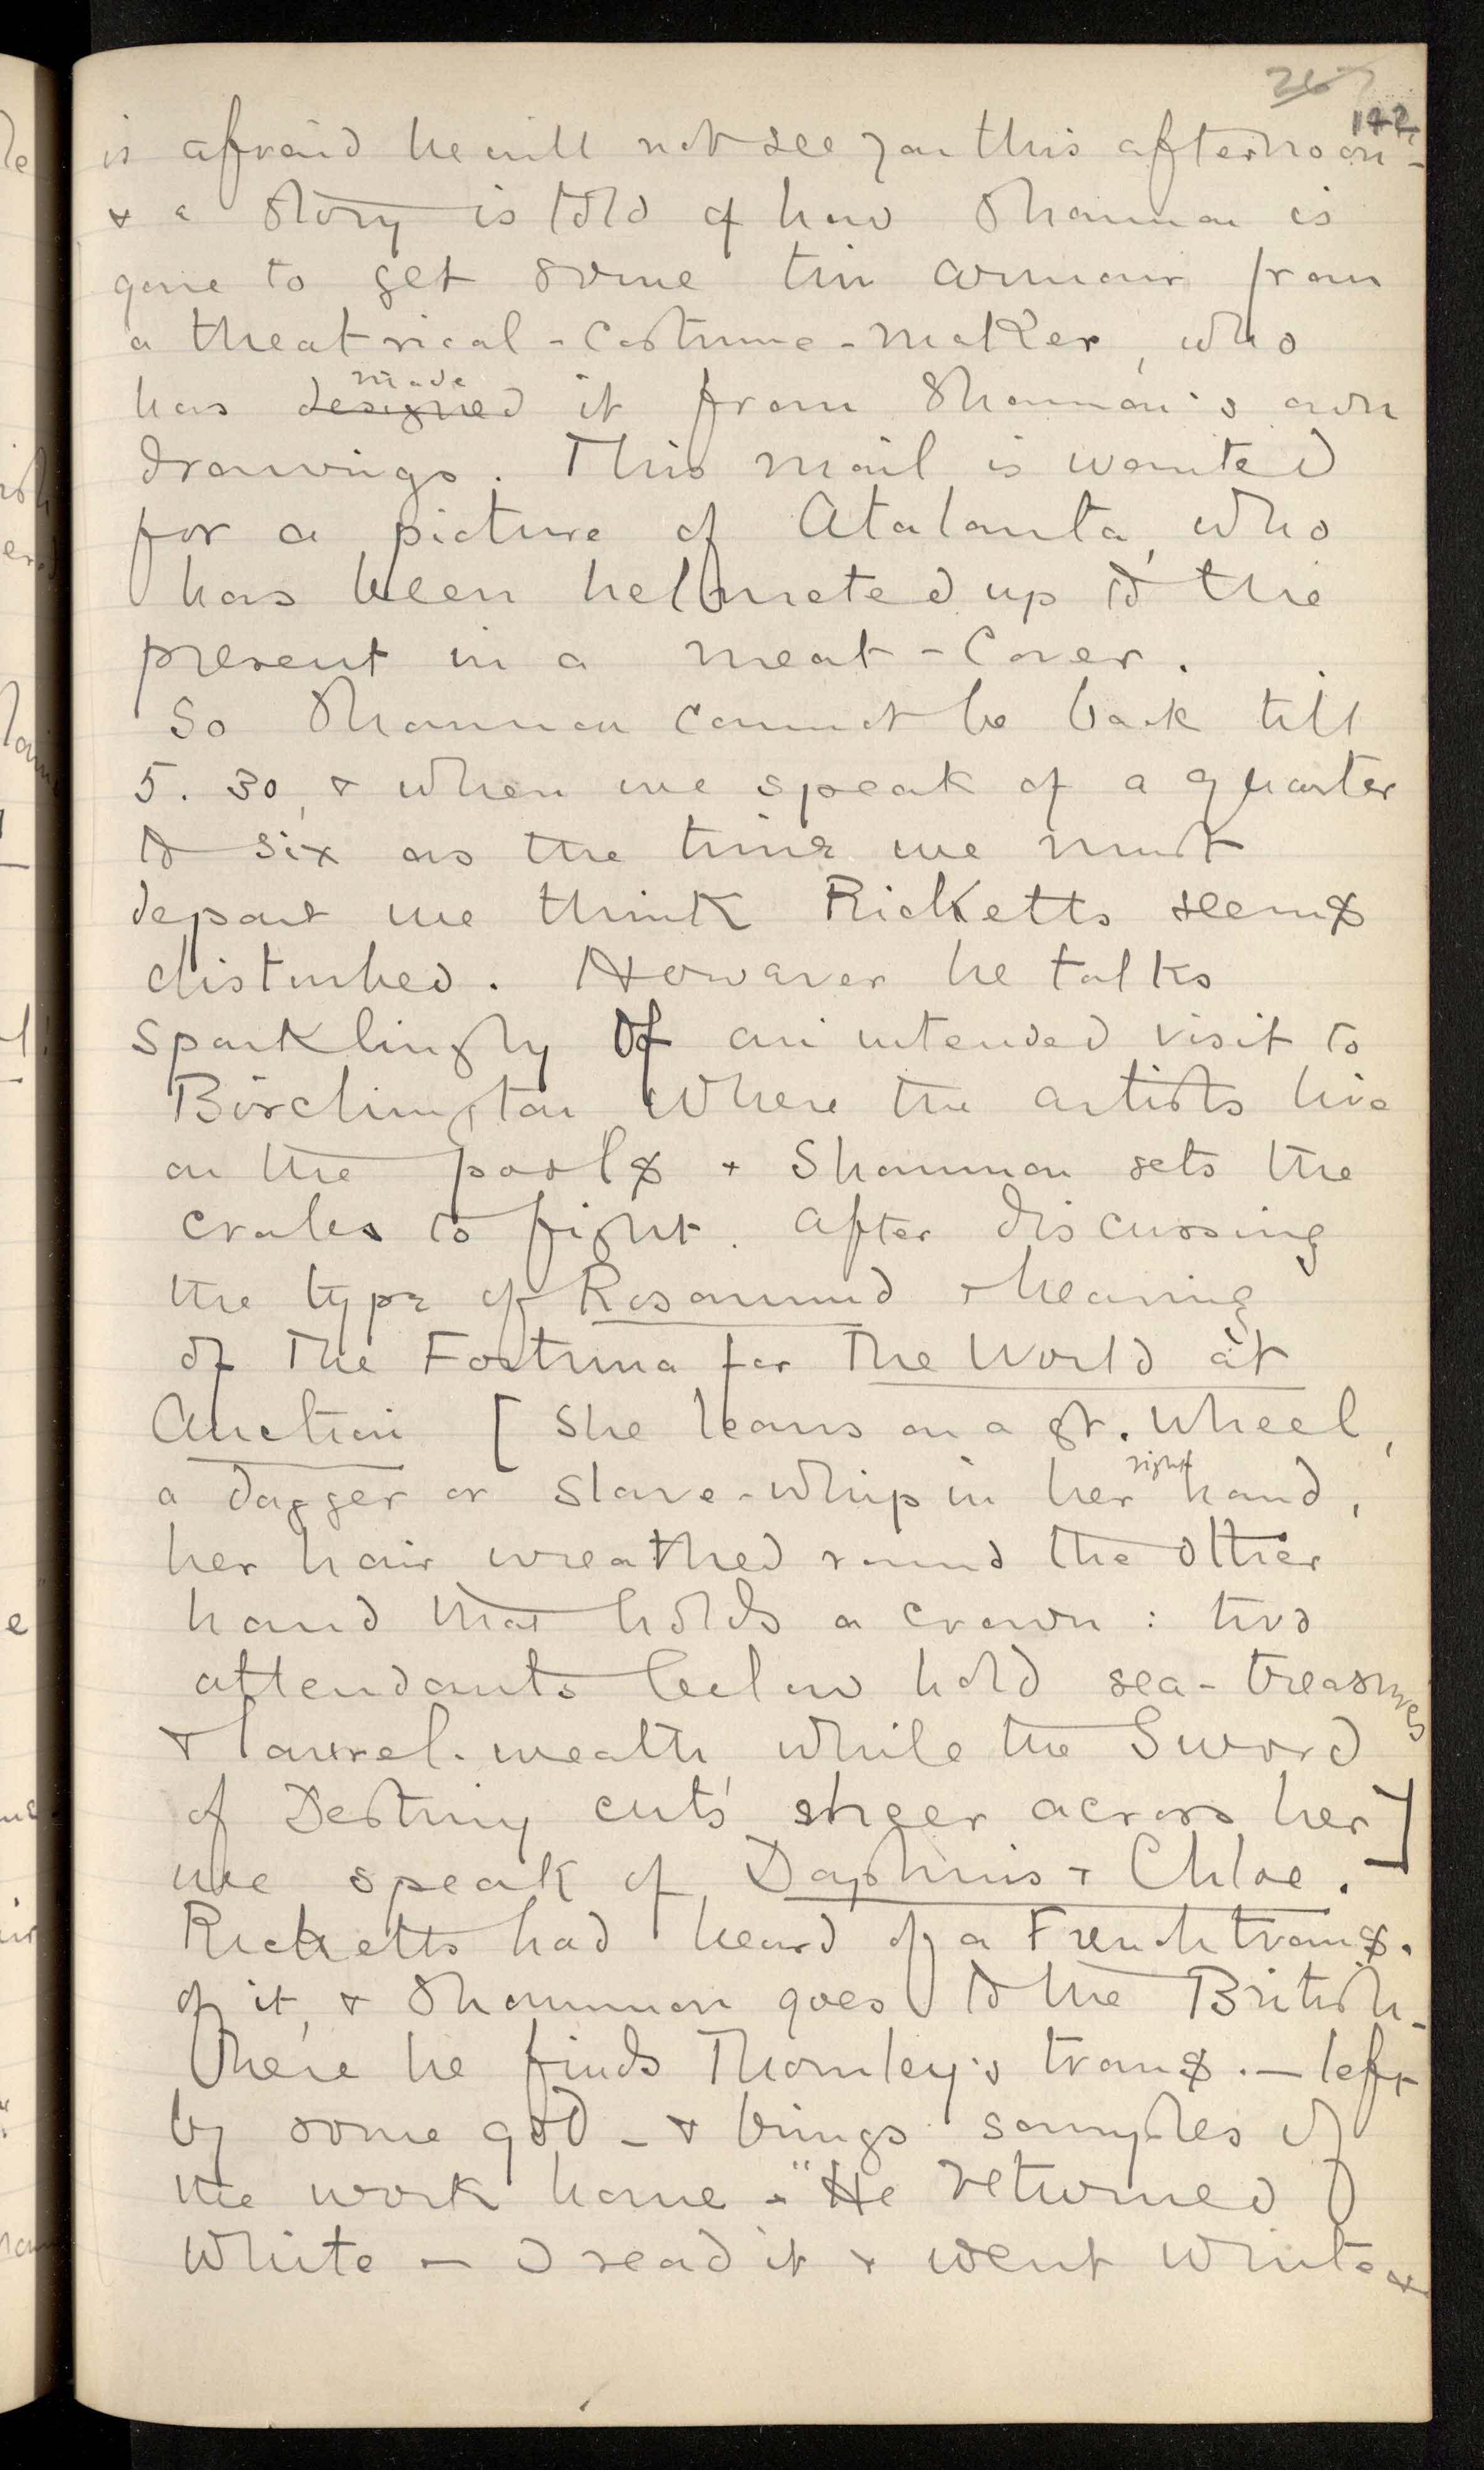 267
142
is afraid he will not see you this afternoon -
& a story is told of how Shannon is
gone to get some tin armour from
a theatrical-costume-maker, who
made
has designed it from Shannon's own
drawings. This mail is wanted
for a picture of Atalanta, who
has been helmeted up to the
present in a meat-cover.
So Shannon cannot be back till
5.30, & when we speak of a quarter
to six as the time we must
depart we think Ricketts seems
disturbed. However he talks
sparklingly of an intended visit to
Birchington where the artists live
on the pools & Shannon sets the
crabs to fight. After discussing
the type of Rosamund & hearing
of The Fortuna for The World at
Auction [She leans on a gt. wheel,
right
a dagger or slave-whip in her hand,
her hair wreathed round the other
hand that holds a crown: two
attendants below hold sea-treasures
& laurel-wreath while the Sword
of Destiny cuts sheer across her]
we speak of Daphnis & Chloe.
Ricketts had heard of a French trans.
of it, & Shannon goes to the British -
there he finds Thornley's trans. — left
by some god - & brings samples of
the work home - "He returned
white — I read it & went white &